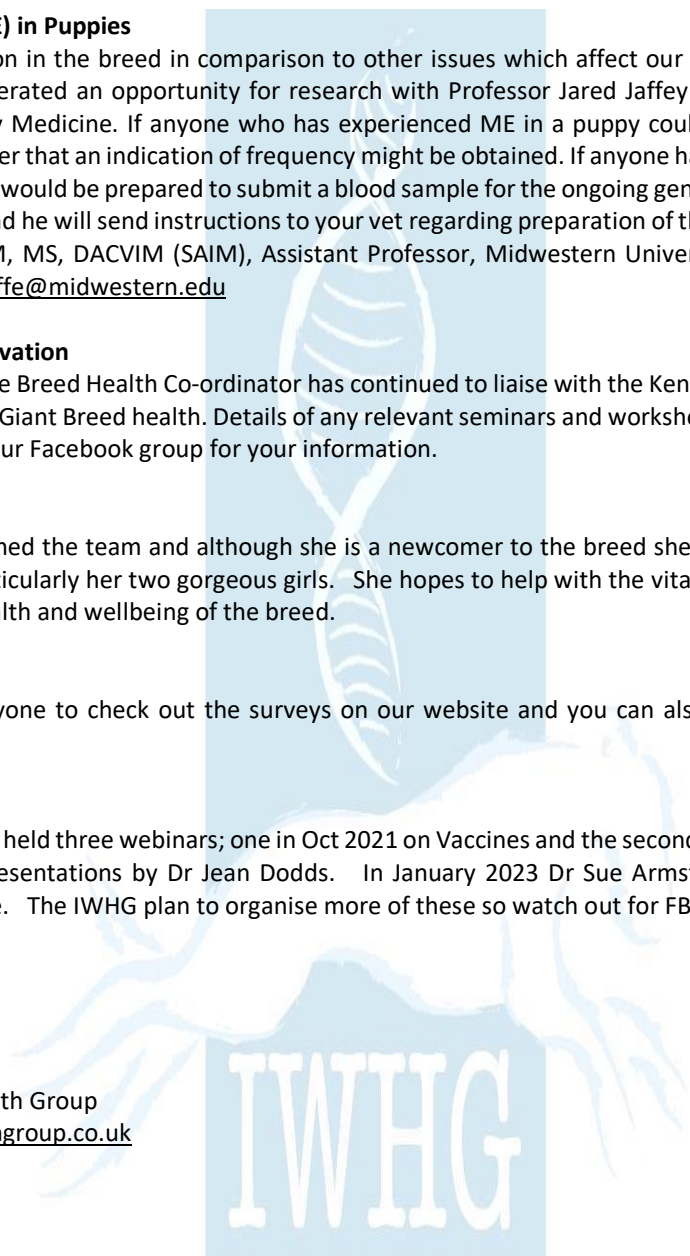 E) in Puppies
on in the breed in comparison to other issues which affect our
erated an opportunity for research with Professor Jared Jaffey
y Medicine. If anyone who has experienced ME in a puppy coul
er that an indication of frequency might be obtained. If anyone ha
would be prepared to submit a blood sample for the ongoing gen
nd he will send instructions to your vet regarding preparation of th
M, MS, DACVIM (SAIM), Assistant Professor, Midwestern Univer
ffe@midwestern.edu
vation
e Breed Health Co-ordinator has continued to liaise with the Ken
Giant Breed health. Details of any relevant seminars and worksho
ur Facebook group for your information.
ned the team and although she is a newcomer to the breed she
ticularly her two gorgeous girls. She hopes to help with the vita
alth and wellbeing of the breed.
yone to check out the surveys on our website and you can als
held three webinars; one in Oct 2021 on Vaccines and the second
esentations by Dr Jean Dodds. In January 2023 Dr Sue Armst
e. The IWHG plan to organise more of these so watch out for FB
th Group
group.co.uk
IWHG